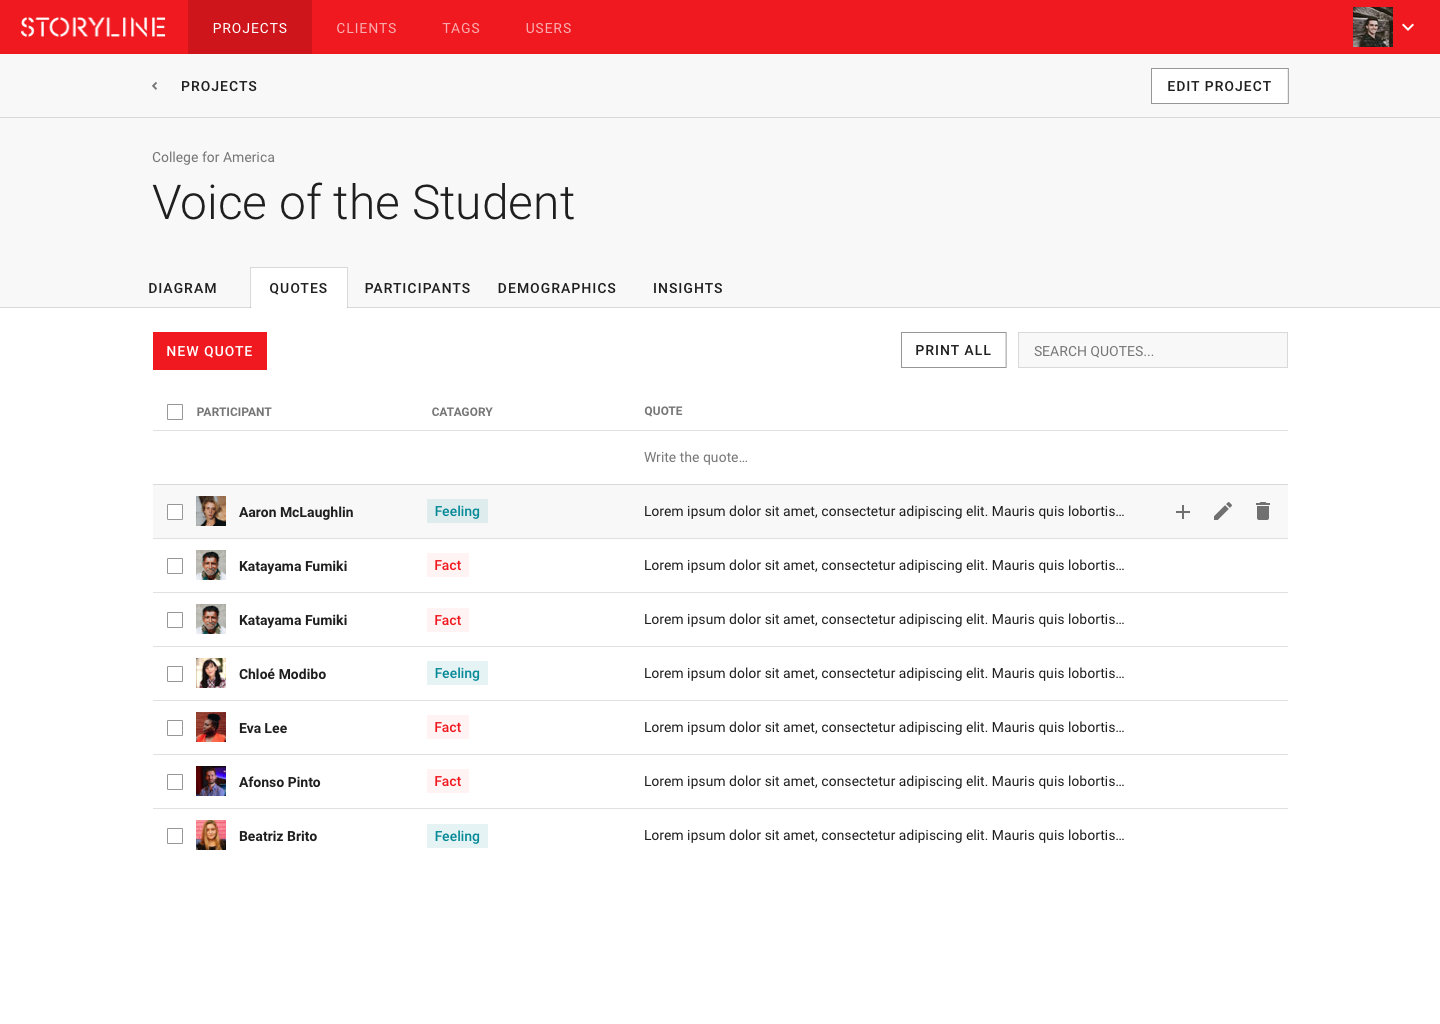 STORYLINE PROJECTS CLIENTS TAGS USERS
PROJECTS EDIT PROJECT
College for America
Voice of the Student
DIAGRAM QUOTES PARTICIPANTS DEMOGRAPHICS INSIGHTS
NEW QUOTE PRINT ALL SEARCH QUOTES...
PARTICIPANT CATAGORY QUOTE
Write the quote...
Aaron McLaughlin Feeling Lorem ipsum dolor sit amet, consectetur adipiscing elit. Mauris quis lobortis...
Katayama Fumiki Fact Lorem ipsum dolor sit amet, consectetur adipiscing elit. Mauris quis lobortis...
Katayama Fumiki Fact Lorem ipsum dolor sit amet, consectetur adipiscing elit. Mauris quis lobortis...
Chloé Modibo Feeling Lorem ipsum dolor sit amet, consectetur adipiscing elit. Mauris quis lobortis...
Eva Lee Fact Lorem ipsum dolor sit amet, consectetur adipiscing elit. Mauris quis lobortis...
Afonso Pinto Fact Lorem ipsum dolor sit amet, consectetur adipiscing elit. Mauris quis lobortis...
Beatriz Brito Feeling Lorem ipsum dolor sit amet, consectetur adipiscing elit. Mauris quis lobortis...